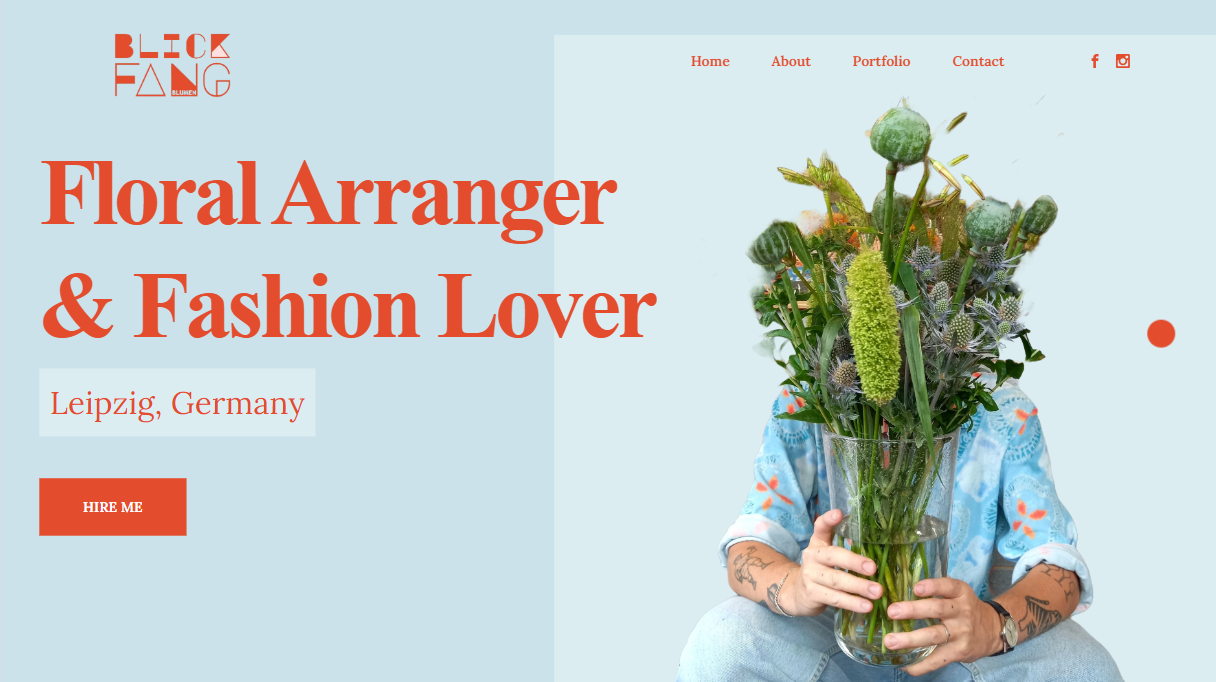 BLICK
FANG
BLUMEN
Home About Portfolio Contact
Floral Arranger
& Fashion Lover
Leipzig, Germany
HIRE ME